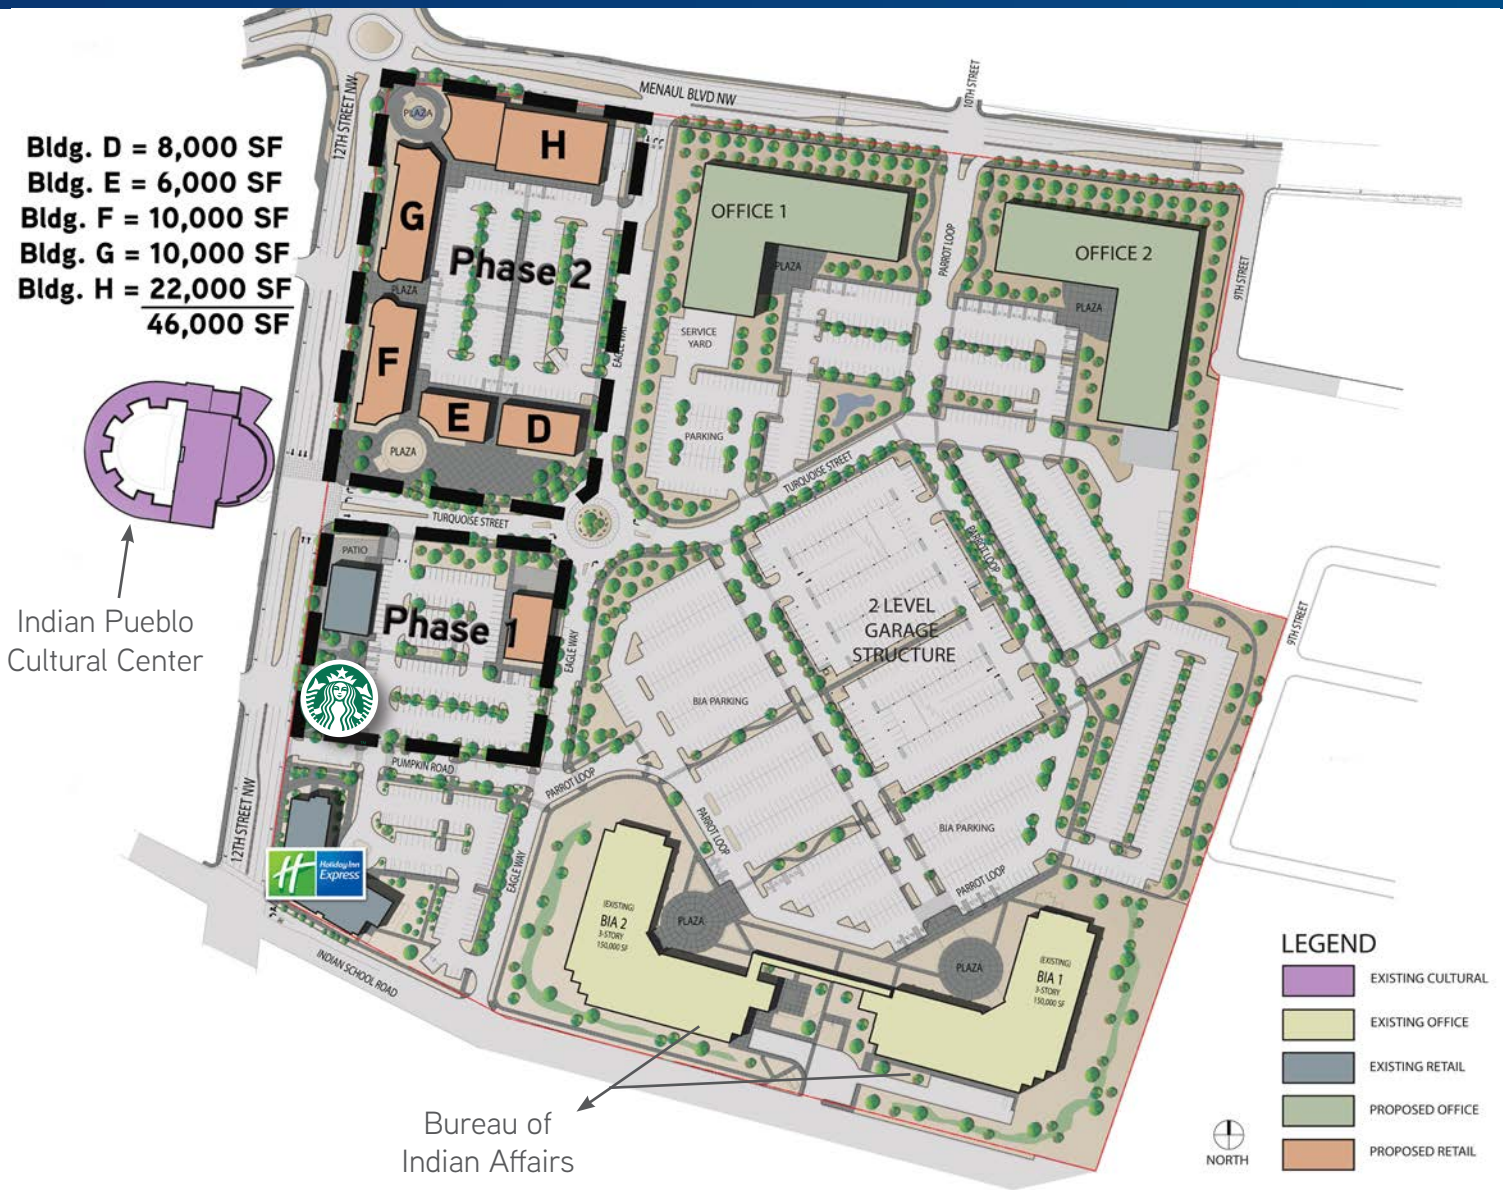 MENAUL BLVD NW
10TH STREET
12TH STREET NW
PLAZA
H
Bldg. D = 8,000 SF
Bldg. E = 6,000 SF
Bldg. F = 10,000 SF
Bldg. G = 10,000 SF
Bldg. H = 22,000 SF
46,000 SF
G
Phase 2
PLAZA
F
E
D
PLAZA
EAGLE WAY
OFFICE 1
PLAZA
SERVICE
YARD
PARKING
PARROT LOOP
OFFICE 2
PLAZA
9TH STREET
TURQUOISE STREET
TURQUOISE STREET
PATIO
Phase 1
EAGLE WAY
PARROT LOOP
2 LEVEL
GARAGE
STRUCTURE
9TH STREET
Indian Pueblo
Cultural Center
BIA PARKING
PUMPKIN ROAD
PARROT LOOP
PARROT LOOP
BIA PARKING
PARROT LOOP
12TH STREET NW
Holiday Inn
Express
EAGLE WAY
INDIAN SCHOOL ROAD
(EXISTING)
BIA 2
3-STORY
150,000 SF
PLAZA
PLAZA
(EXISTING)
BIA 1
3-STORY
150,000 SF
Bureau of
Indian Affairs
NORTH
LEGEND
EXISTING CULTURAL
EXISTING OFFICE
EXISTING RETAIL
PROPOSED OFFICE
PROPOSED RETAIL